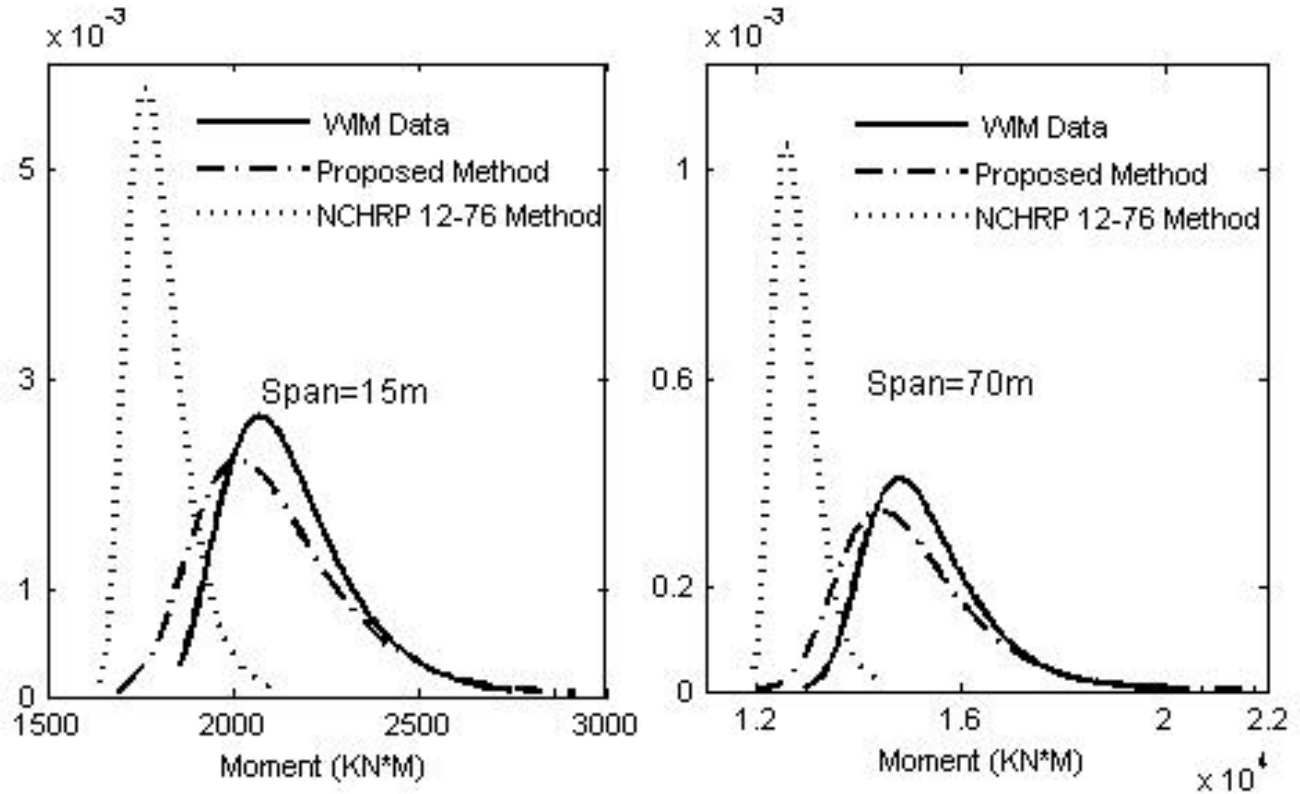 x 10⁻³
5
3
1
0
1500 2000 2500 3000
Moment (KN*M)
WIM Data
Proposed Method
NCHRP 12-76 Method
Span=15m
x 10⁻³
1
0.6
0.2
0
1.2 1.6 2 2.2
Moment (KN*M)
x 10⁴
WIM Data
Proposed Method
NCHRP 12-76 Method
Span=70m